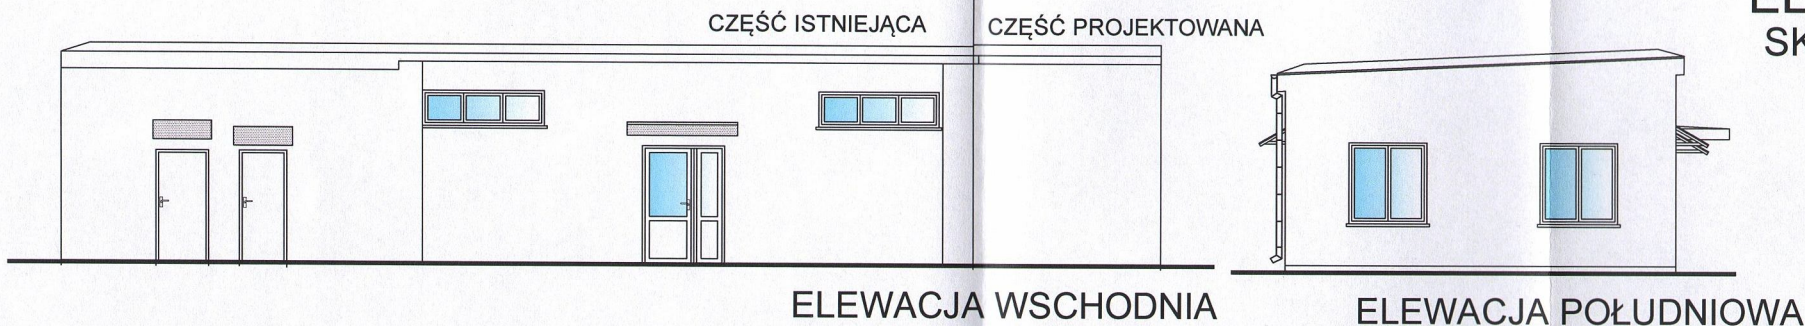 CZĘŚĆ ISTNIEJĄCA
CZĘŚĆ PROJEKTOWANA
ELEWACJA WSCHODNIA
ELEWACJA POŁUDNIOWA